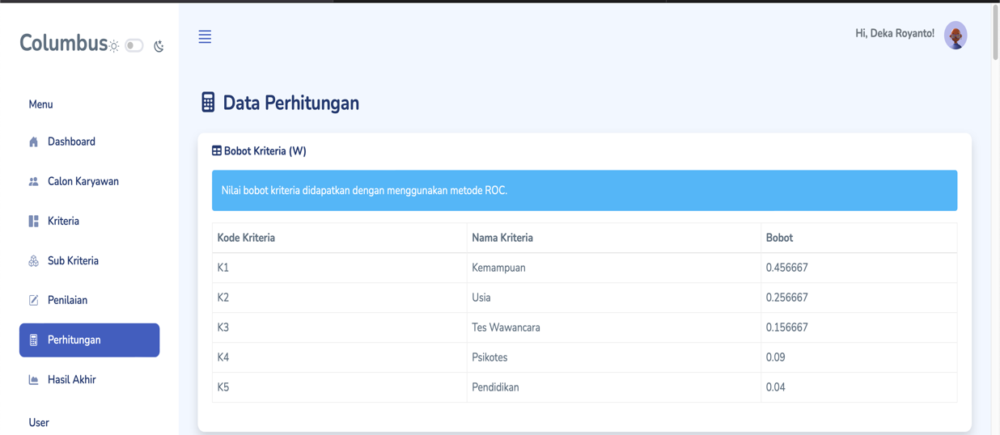 Columbus
Hi, Deka Royanto!
Menu
Dashboard
Calon Karyawan
Kriteria
Sub Kriteria
Penilaian
Perhitungan
Hasil Akhir
User
Data Perhitungan
Bobot Kriteria (W)
Nilai bobot kriteria didapatkan dengan menggunakan metode ROC.
Kode Kriteria Nama Kriteria Bobot
K1 Kemampuan 0.456667
K2 Usia 0.256667
K3 Tes Wawancara 0.156667
K4 Psikotes 0.09
K5 Pendidikan 0.04